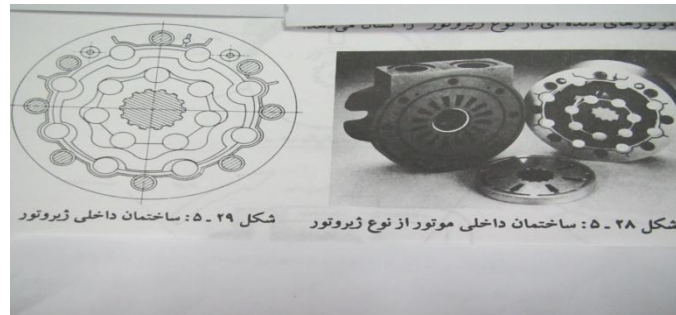 موتورهای دنده ای از نوع ژیروتور را نشان می‌دهد.
شکل ۲۸ ـ ۵ : ساختمان داخلی موتور از نوع ژیروتور
شکل ۲۹ ـ ۵ : ساختمان داخلی ژیروتور